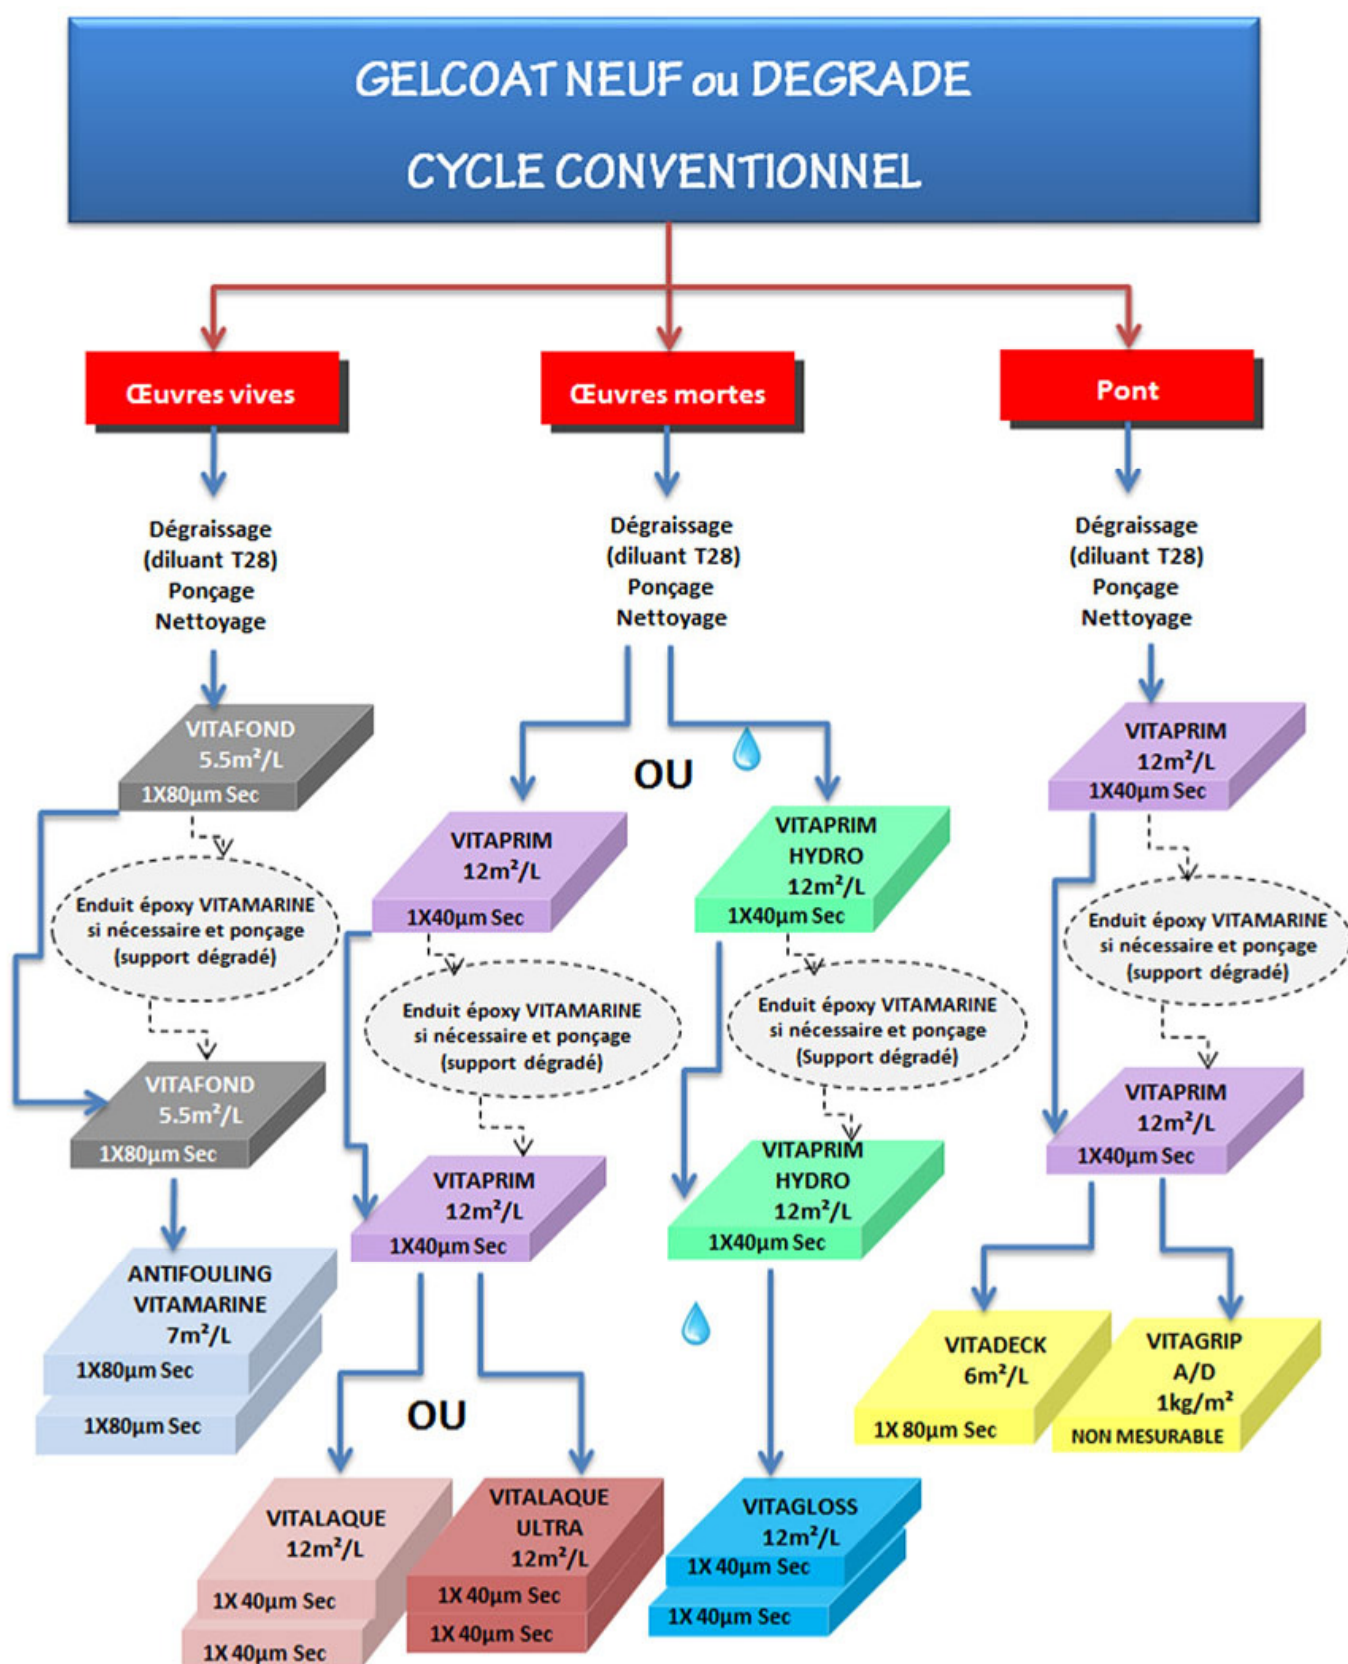 GELCOAT NEUF ou DEGRADE
CYCLE CONVENTIONNEL
Œuvres vives
Dégraissage
(diluant T28)
Ponçage
Nettoyage
VITAFOND
5.5m²/L
1X80µm Sec
Enduit époxy VITAMARINE
si nécessaire et ponçage
(support dégradé)
VITAFOND
5.5m²/L
1X80µm Sec
ANTIFOULING
VITAMARINE
7m²/L
1X80µm Sec
1X80µm Sec
Œuvres mortes
Dégraissage
(diluant T28)
Ponçage
Nettoyage
OU
VITAPRIM
12m²/L
1X40µm Sec
Enduit époxy VITAMARINE
si nécessaire et ponçage
(support dégradé)
VITAPRIM
12m²/L
1X40µm Sec
OU
VITALAQUE
12m²/L
1X 40µm Sec
1X 40µm Sec
VITALAQUE
ULTRA
12m²/L
1X 40µm Sec
1X 40µm Sec
VITAPRIM
HYDRO
12m²/L
1X40µm Sec
Enduit époxy VITAMARINE
si nécessaire et ponçage
(Support dégradé)
VITAPRIM
HYDRO
12m²/L
1X40µm Sec
VITAGLOSS
12m²/L
1X 40µm Sec
1X 40µm Sec
Pont
Dégraissage
(diluant T28)
Ponçage
Nettoyage
VITAPRIM
12m²/L
1X40µm Sec
Enduit époxy VITAMARINE
si nécessaire et ponçage
(support dégradé)
VITAPRIM
12m²/L
1X40µm Sec
VITADECK
6m²/L
1X 80µm Sec
VITAGRIP
A/D
1kg/m²
NON MESURABLE